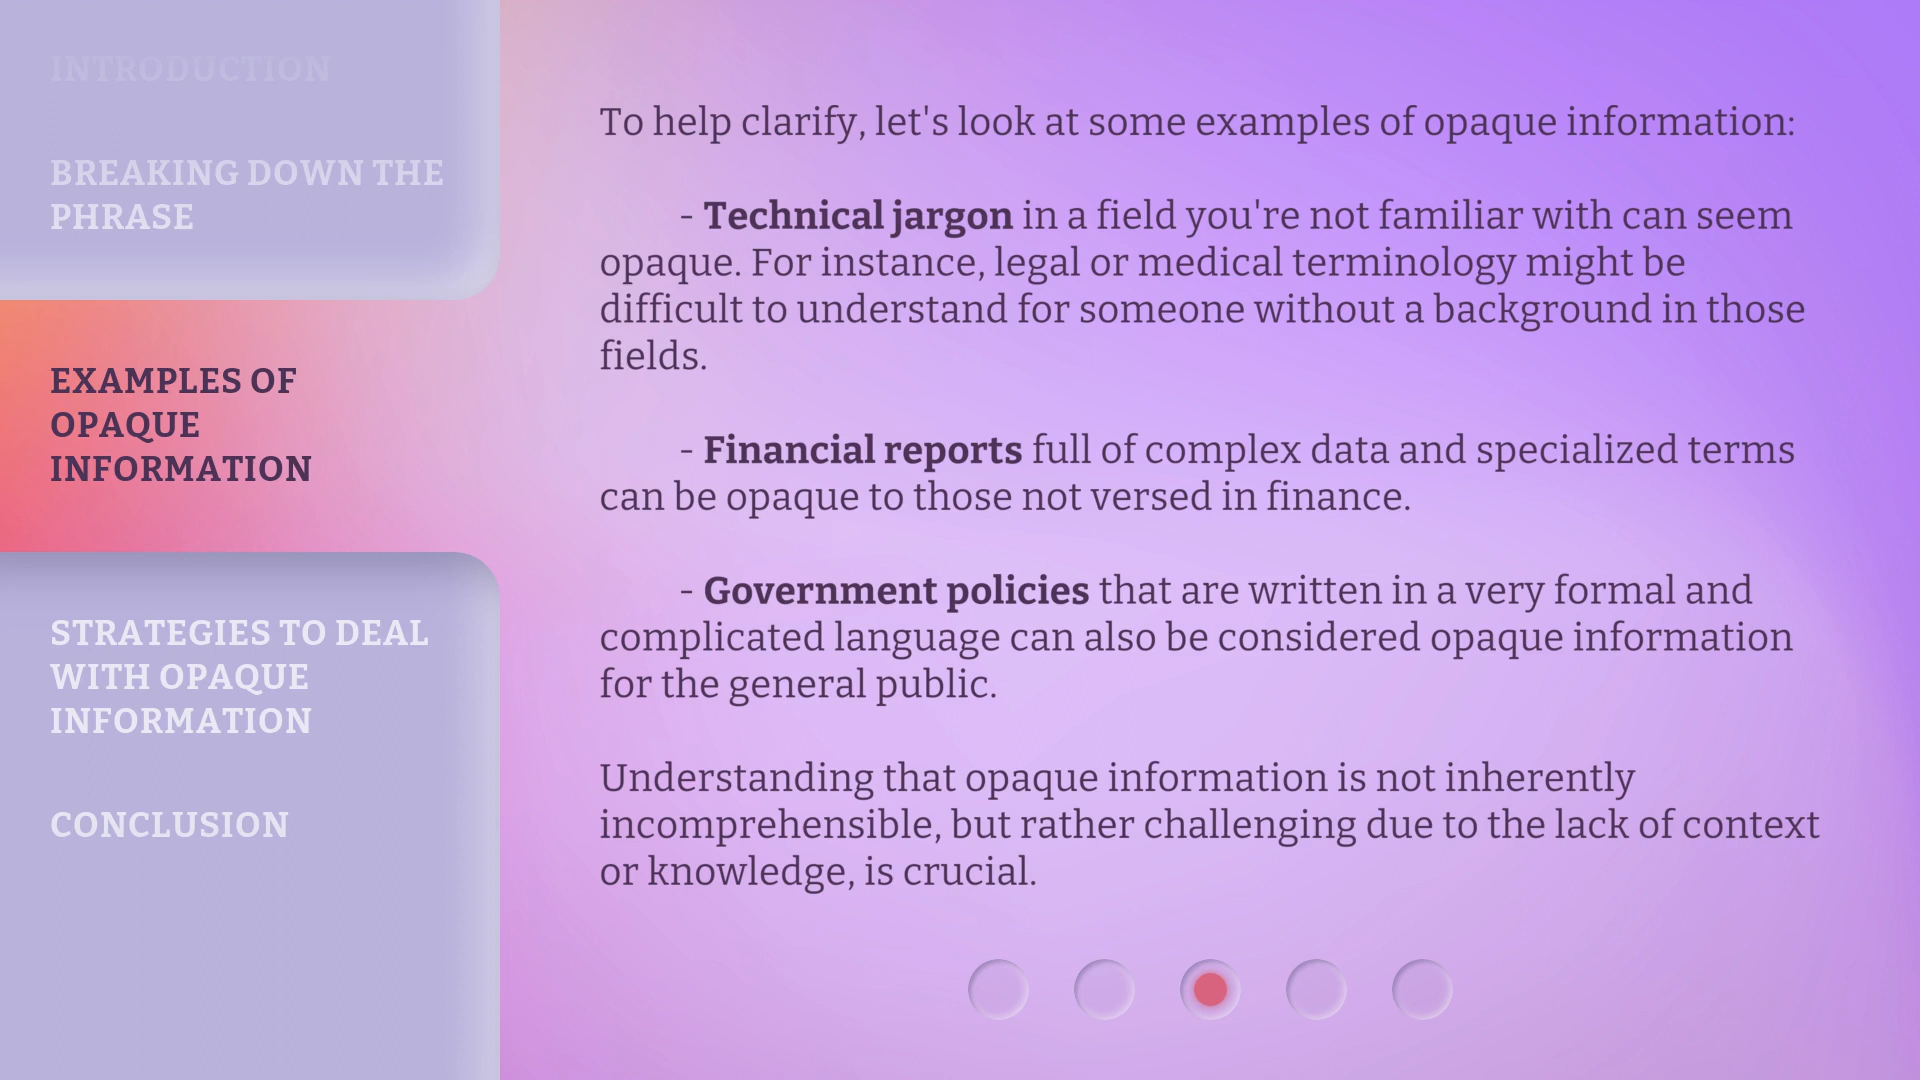 INTRODUCTION
BREAKING DOWN THE
PHRASE
EXAMPLES OF
OPAQUE
INFORMATION
STRATEGIES TO DEAL
WITH OPAQUE
INFORMATION
CONCLUSION
To help clarify, let's look at some examples of opaque information:
- Technical jargon in a field you're not familiar with can seem
opaque. For instance, legal or medical terminology might be
difficult to understand for someone without a background in those
fields.
- Financial reports full of complex data and specialized terms
can be opaque to those not versed in finance.
- Government policies that are written in a very formal and
complicated language can also be considered opaque information
for the general public.
Understanding that opaque information is not inherently
incomprehensible, but rather challenging due to the lack of context
or knowledge, is crucial.